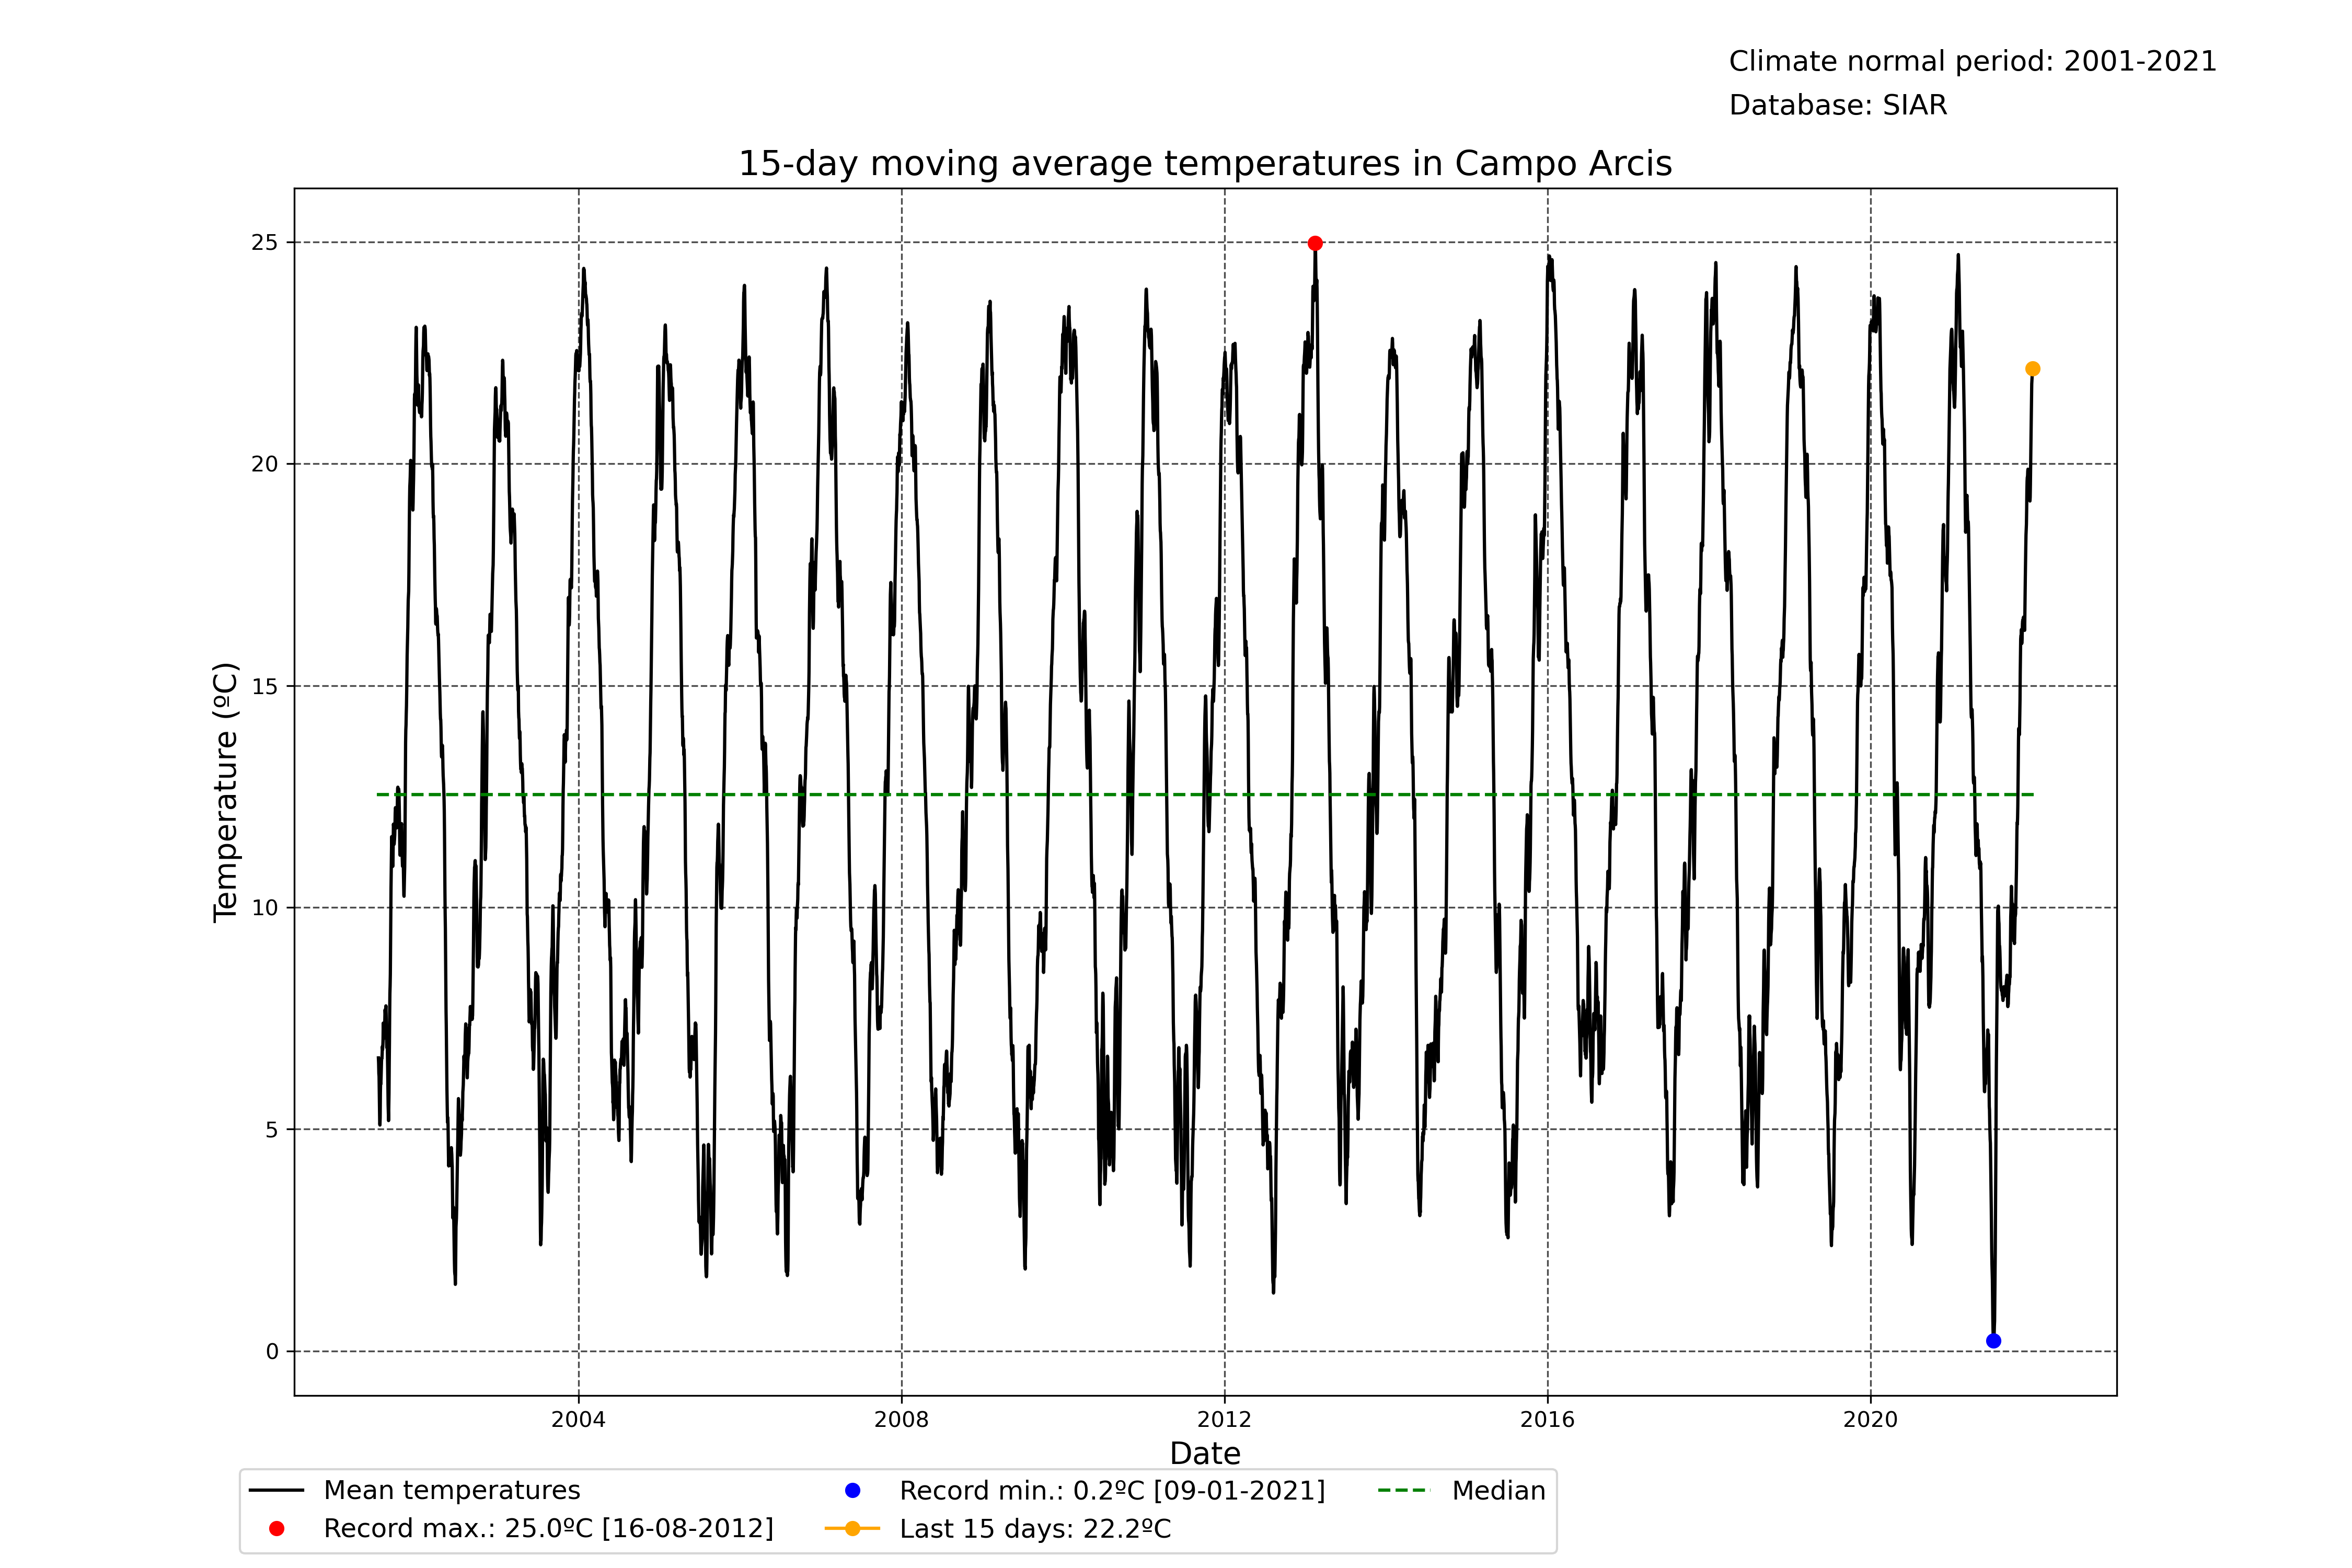 Climate normal period: 2001-2021
Database: SIAR
15-day moving average temperatures in Campo Arcis
25
20
15
10
5
0
Temperature (ºC)
2004 2008 2012 2016 2020
Date
Mean temperatures
Record max.: 25.0ºC [16-08-2012]
Record min.: 0.2ºC [09-01-2021]
Last 15 days: 22.2ºC
Median